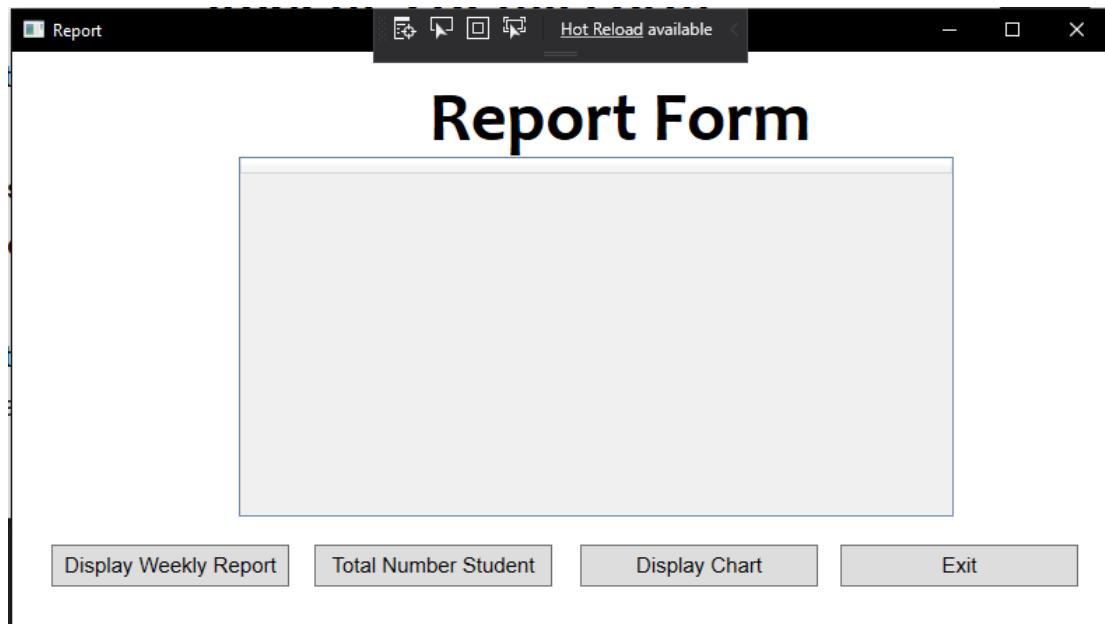 Report
Hot Reload available
Report Form
Display Weekly Report
Total Number Student
Display Chart
Exit